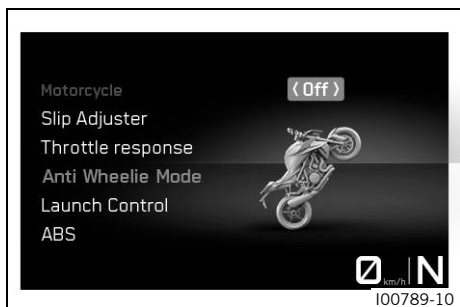 Motorcycle
⟨ Off ⟩
Slip Adjuster
Throttle response
Anti Wheelie Mode
Launch Control
ABS
0 km/h N
I00789-10